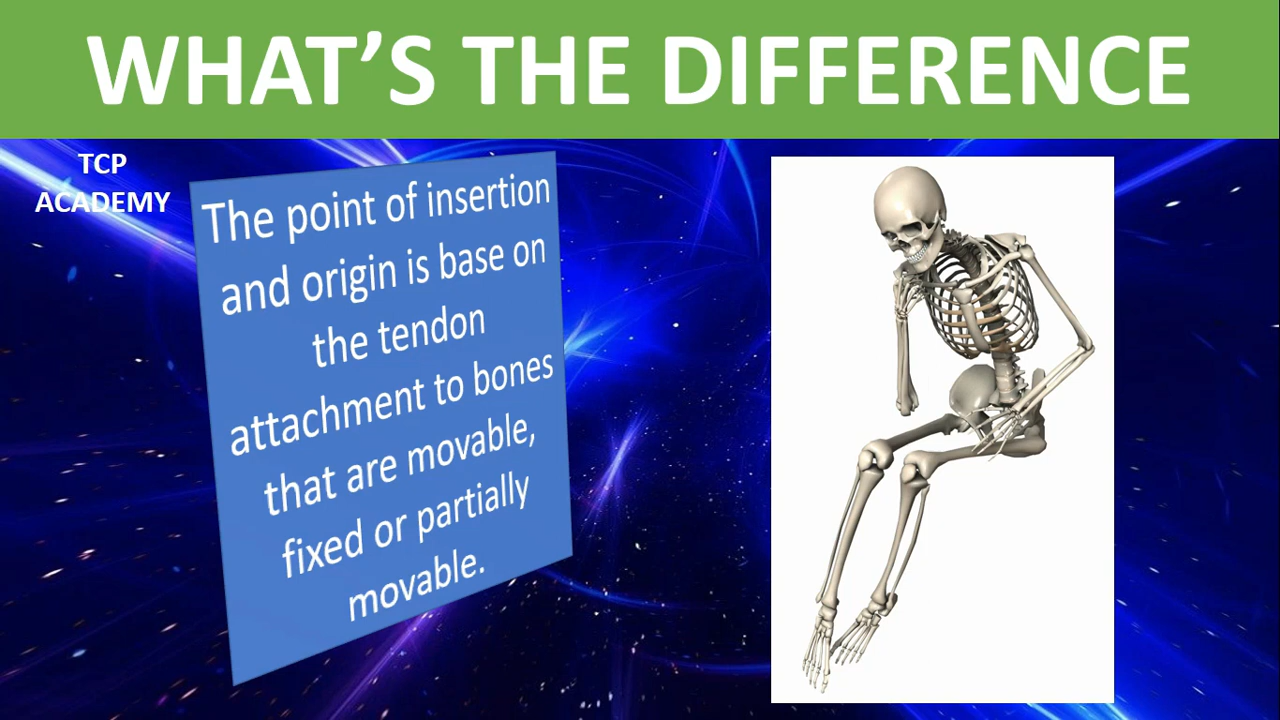 WHAT'S THE DIFFERENCE
TCP
ACADEMY
The point of insertion
and origin is base on
the tendon
attachment to bones
that are movable,
fixed or partially
movable.